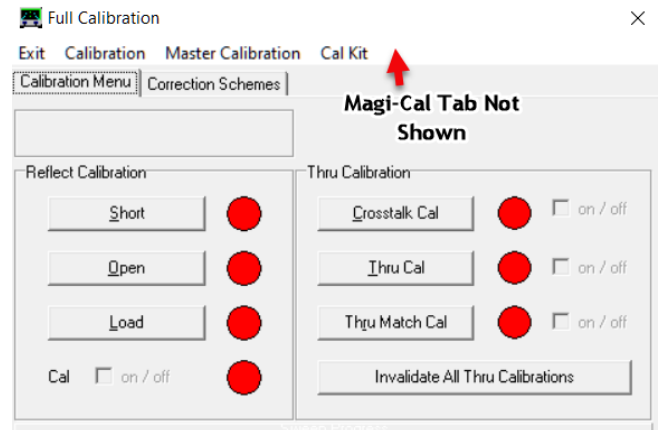 Full Calibration
Exit Calibration Master Calibration Cal Kit
Calibration Menu Correction Schemes
Magi-Cal Tab Not
Shown
Reflect Calibration
Short
Open
Load
Cal on / off
Thru Calibration
Crosstalk Cal on / off
Thru Cal on / off
Thru Match Cal on / off
Invalidate All Thru Calibrations